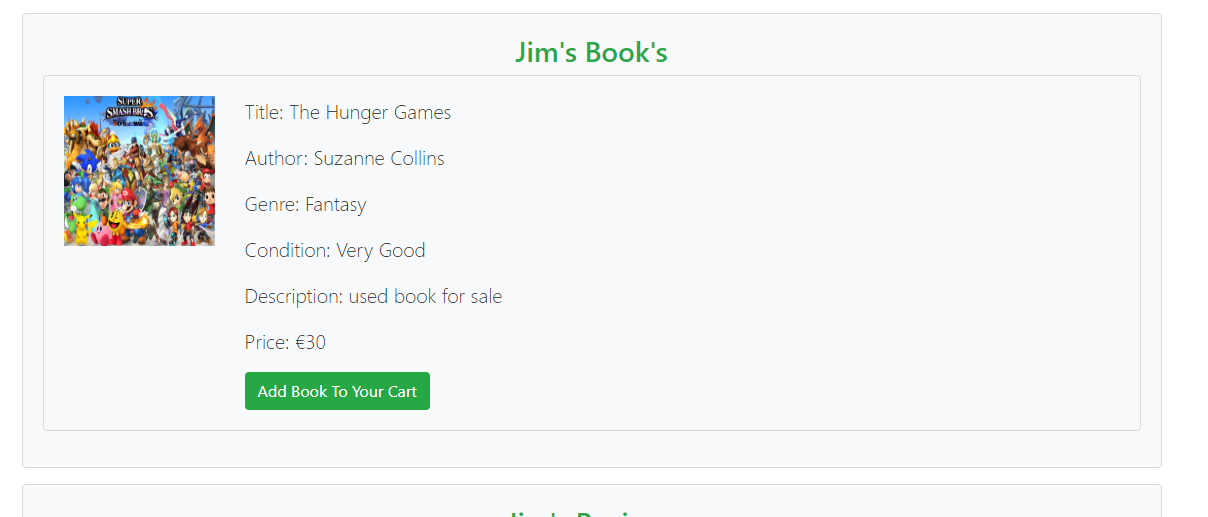 Jim's Book's
SUPER
SMASH BROS
Title: The Hunger Games
Author: Suzanne Collins
Genre: Fantasy
Condition: Very Good
Description: used book for sale
Price: €30
Add Book To Your Cart